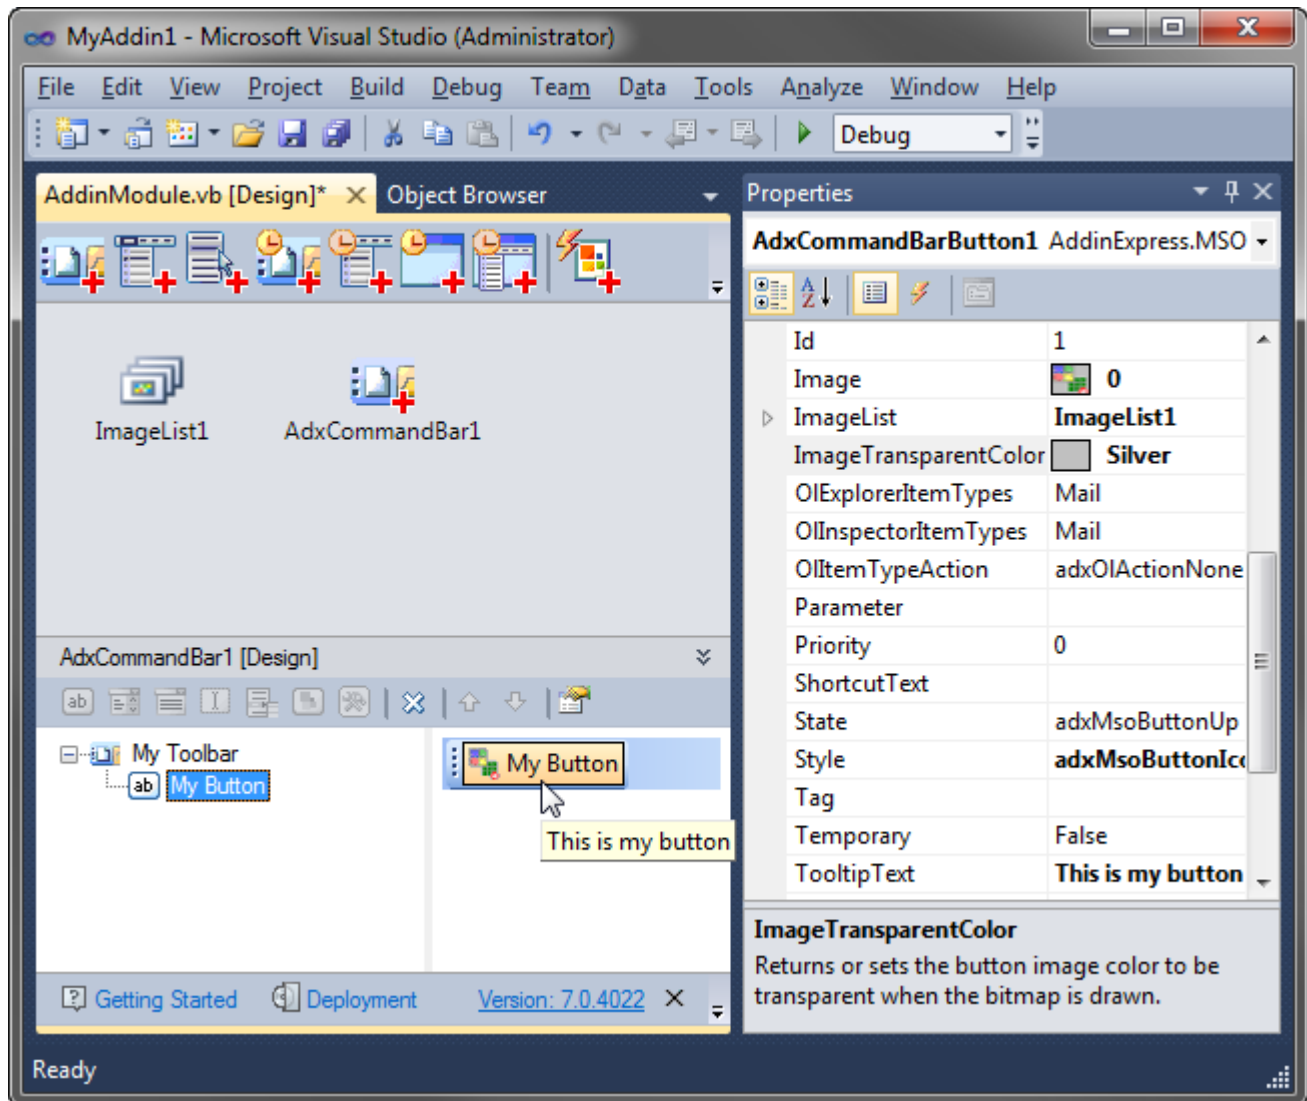 MyAddin1 - Microsoft Visual Studio (Administrator)
File Edit View Project Build Debug Team Data Tools Analyze Window Help
Debug
AddinModule.vb [Design]* Object Browser
ImageList1 AdxCommandBar1
AdxCommandBar1 [Design]
ab
My Toolbar
ab My Button
My Button
This is my button
Getting Started Deployment Version: 7.0.4022
Properties
AdxCommandBarButton1 AddinExpress.MSO
Id 1
Image 0
ImageList ImageList1
ImageTransparentColor Silver
OlExplorerItemTypes Mail
OlInspectorItemTypes Mail
OlItemTypeAction adxOlActionNone
Parameter
Priority 0
ShortcutText
State adxMsoButtonUp
Style adxMsoButtonIco
Tag
Temporary False
TooltipText This is my button
ImageTransparentColor
Returns or sets the button image color to be
transparent when the bitmap is drawn.
Ready